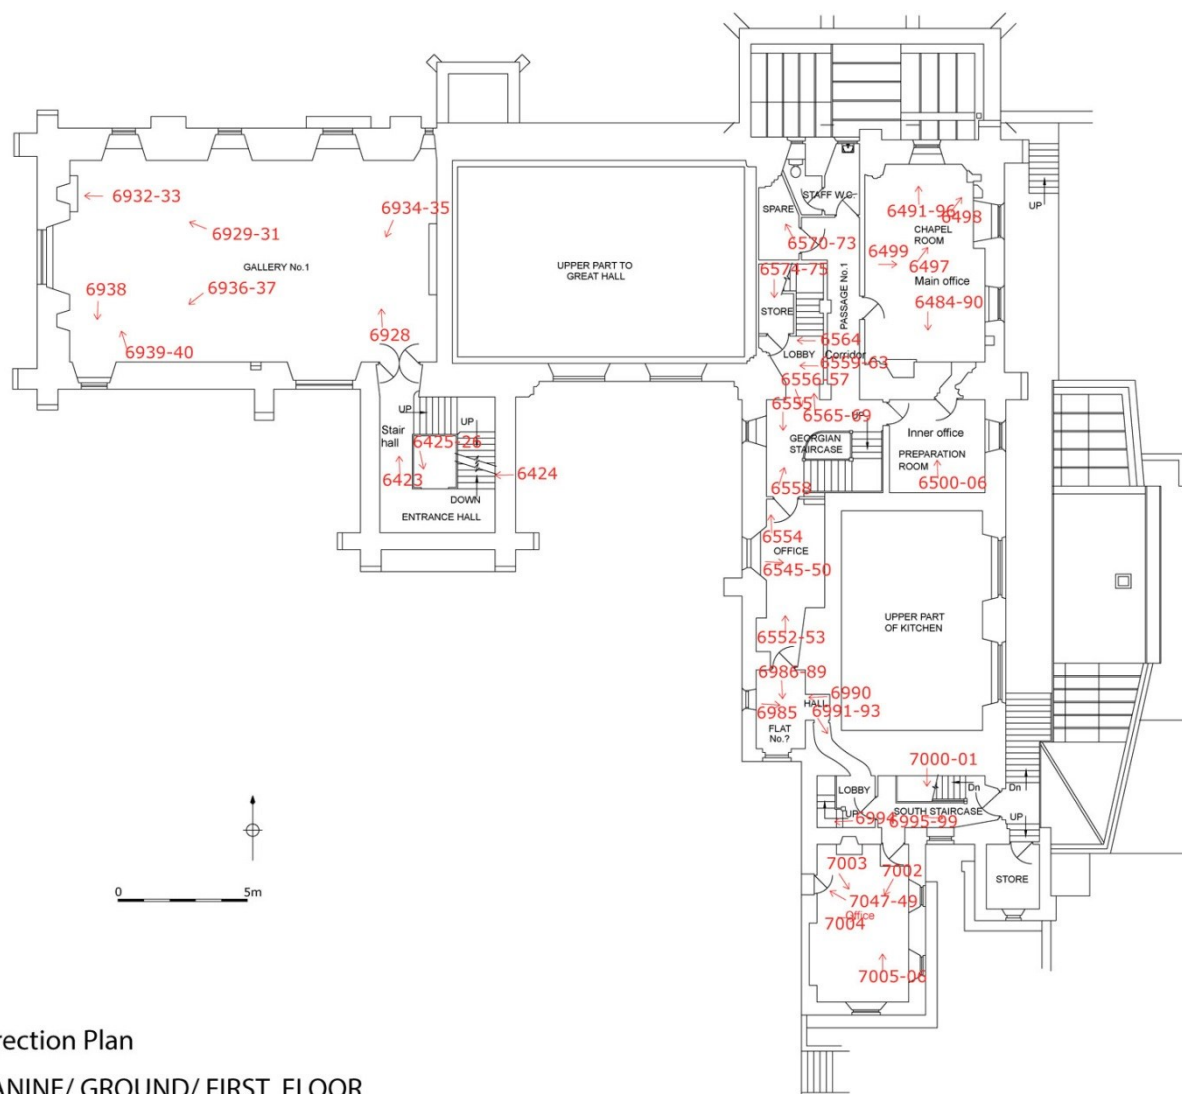 6932-33
6934-35
6929-31
GALLERY No.1
6938
6936-37
6939-40
6928
UPPER PART TO
GREAT HALL
STAFF W.C.
SPARE
6570-73
6574-75
STORE
PASSAGE No.1
6491-96
6498
CHAPEL
ROOM
6499
6497
Main office
6484-90
6564
LOBBY
Corridor
6559-63
6556-57
6555
6565-69
UP
GEORGIAN
STAIRCASE
6558
Inner office
PREPARATION
ROOM
6500-06
UP
UP
UP
Stair
hall
6425-26
6423
6424
DOWN
ENTRANCE HALL
6554
OFFICE
6545-50
6552-53
UPPER PART
OF KITCHEN
6986-89
6990
HALL
6985
6991-93
FLAT
No.?
7000-01
LOBBY
Dn
Dn
UP
6994
SOUTH STAIRCASE
6995-99
UP
STORE
7003
7002
7047-49
Office
7004
7005-06
0
5m
rection Plan
ANINE/ GROUND/ FIRST FLOOR